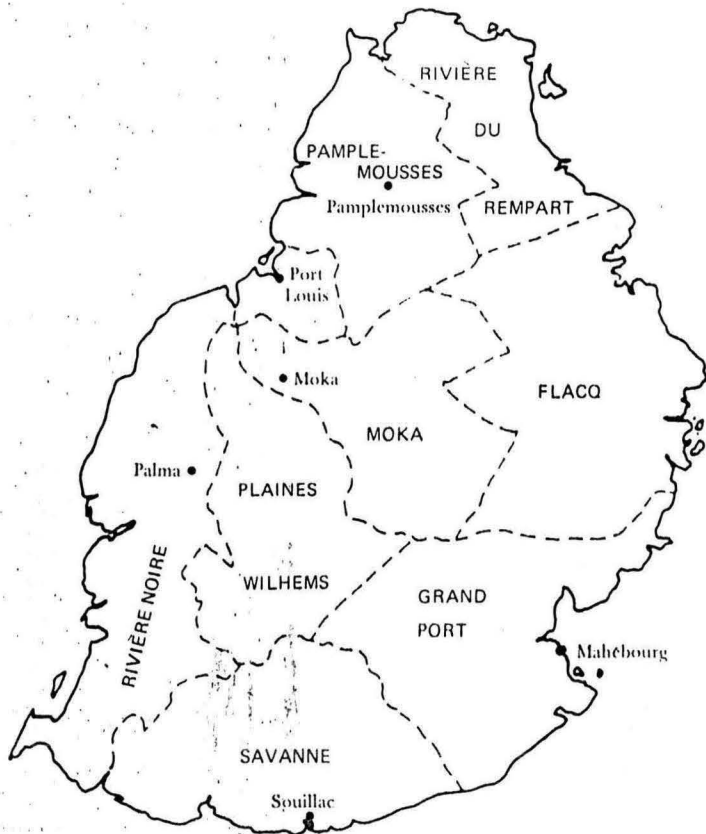 RIVIÈRE
DU
REMPART
PAMPLE-
MOUSSES
Pamplemousses
Port
Louis
Moka
MOKA
FLACQ
Palma
PLAINES
WILHEMS
RIVIÈRE NOIRE
GRAND
PORT
Mahébourg
SAVANNE
Souillac